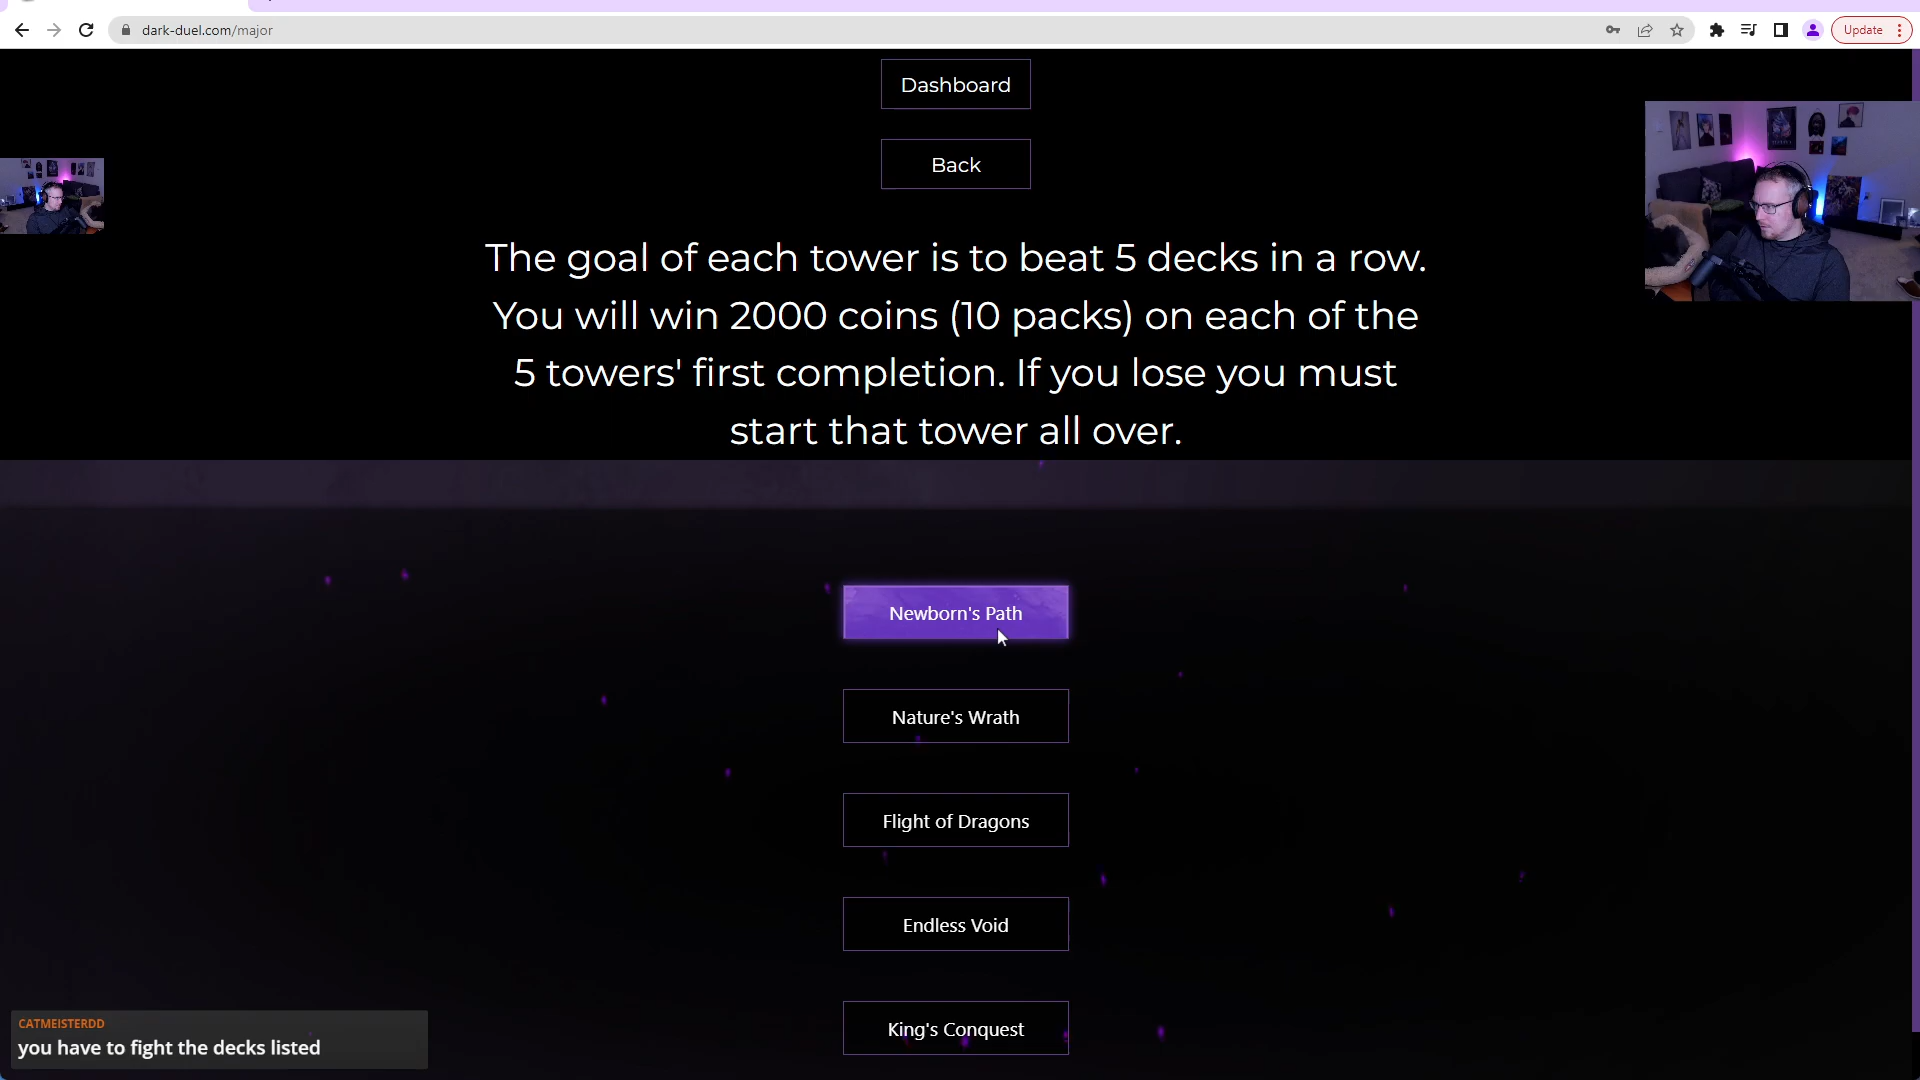 dark-duel.com/major
Update
Dashboard
Back
The goal of each tower is to beat 5 decks in a row.
You will win 2000 coins (10 packs) on each of the
5 towers' first completion. If you lose you must
start that tower all over.
Newborn's Path
Nature's Wrath
Flight of Dragons
Endless Void
King's Conquest
CATMEISTERDD
you have to fight the decks listed